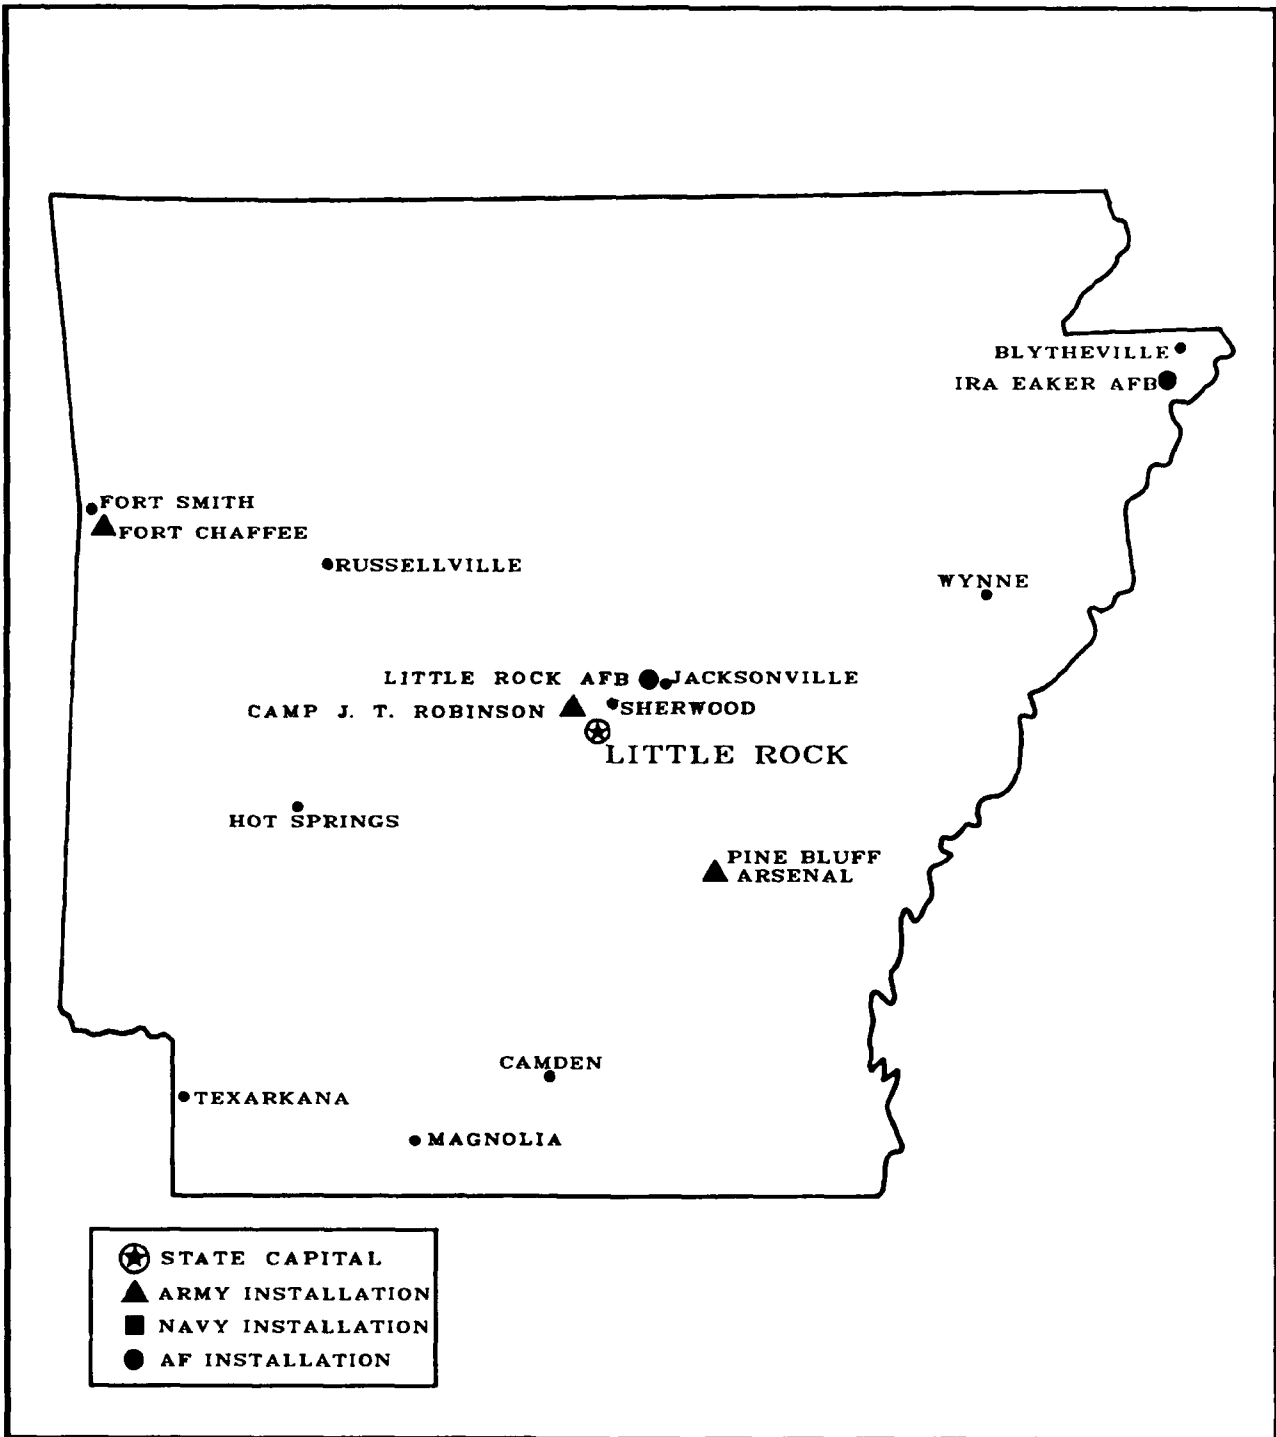 BLYTHEVILLE
IRA EAKER AFB
FORT SMITH
FORT CHAFFEE
RUSSELLVILLE
WYNNE
LITTLE ROCK AFB
JACKSONVILLE
CAMP J. T. ROBINSON
SHERWOOD
LITTLE ROCK
HOT SPRINGS
PINE BLUFF
ARSENAL
CAMDEN
TEXARKANA
MAGNOLIA
STATE CAPITAL
ARMY INSTALLATION
NAVY INSTALLATION
AF INSTALLATION